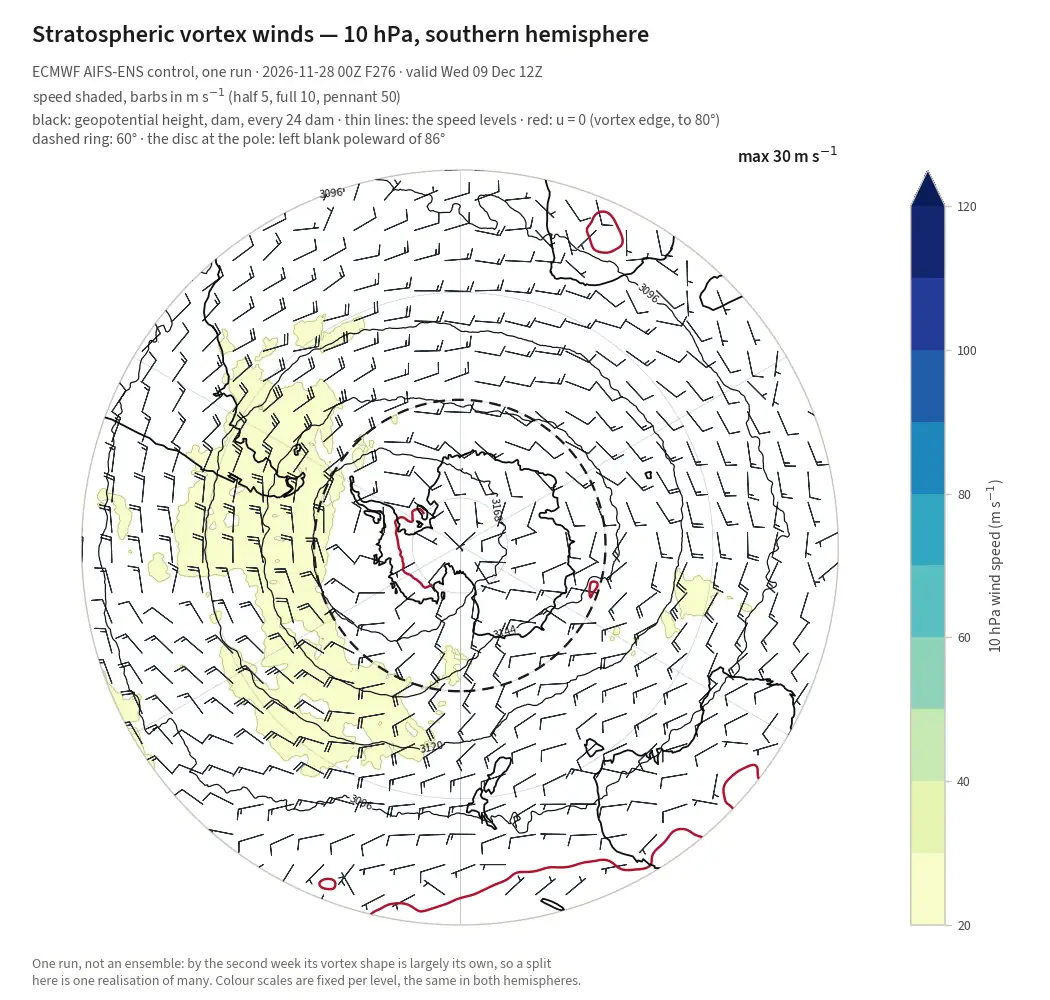 Stratospheric vortex winds — 10 hPa, southern hemisphere
ECMWF AIFS-ENS control, one run · 2026-11-28 00Z F276 · valid Wed 09 Dec 12Z
speed shaded, barbs in m s⁻¹ (half 5, full 10, pennant 50)
black: geopotential height, dam, every 24 dam · thin lines: the speed levels · red: u = 0 (vortex edge, to 80°)
dashed ring: 60° · the disc at the pole: left blank poleward of 86°
max 30 m s⁻¹
3096
3096
3168
3144
3120
3096
120
100
80
60
40
20
10 hPa wind speed (m s⁻¹)
One run, not an ensemble: by the second week its vortex shape is largely its own, so a split
here is one realisation of many. Colour scales are fixed per level, the same in both hemispheres.